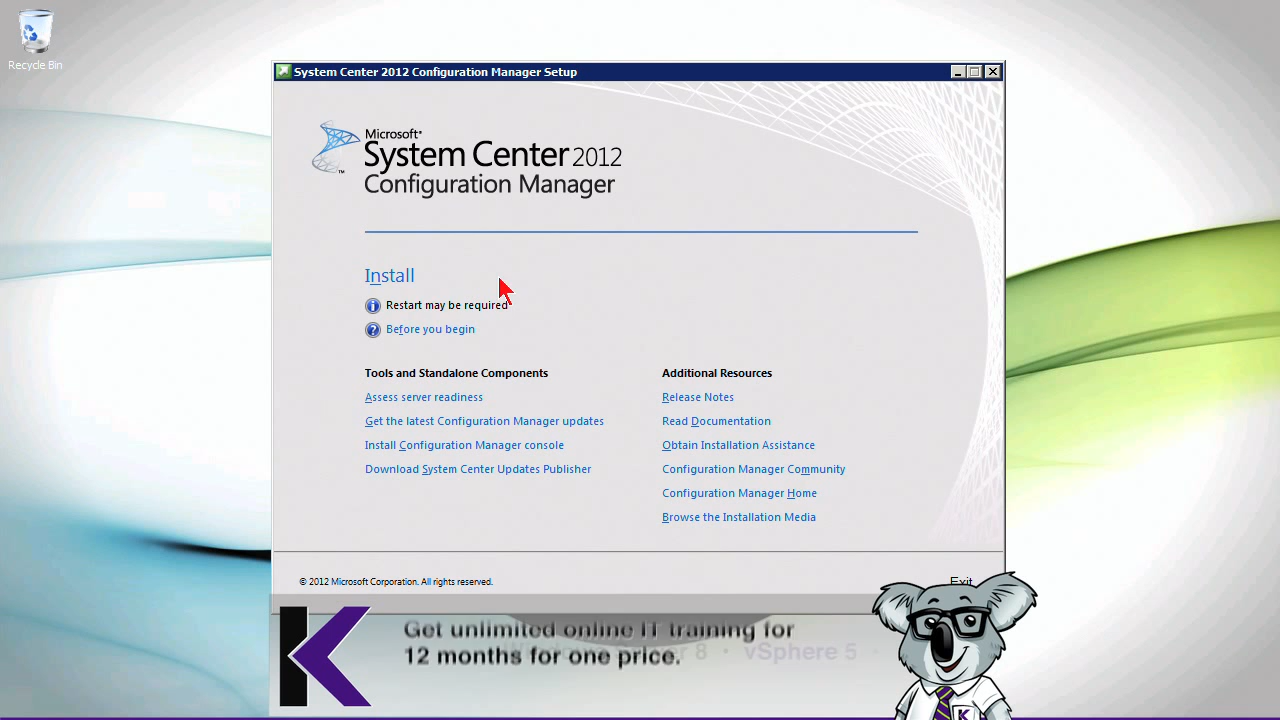 Recycle Bin
System Center 2012 Configuration Manager Setup
Microsoft®
System Center 2012
™
Configuration Manager
Install
Restart may be required
Before you begin
Tools and Standalone Components
Assess server readiness
Get the latest Configuration Manager updates
Install Configuration Manager console
Download System Center Updates Publisher
Additional Resources
Release Notes
Read Documentation
Obtain Installation Assistance
Configuration Manager Community
Configuration Manager Home
Browse the Installation Media
© 2012 Microsoft Corporation. All rights reserved.
Exit
K
Get unlimited online IT training for
12 months for one price.
8 • vSphere 5 •
K